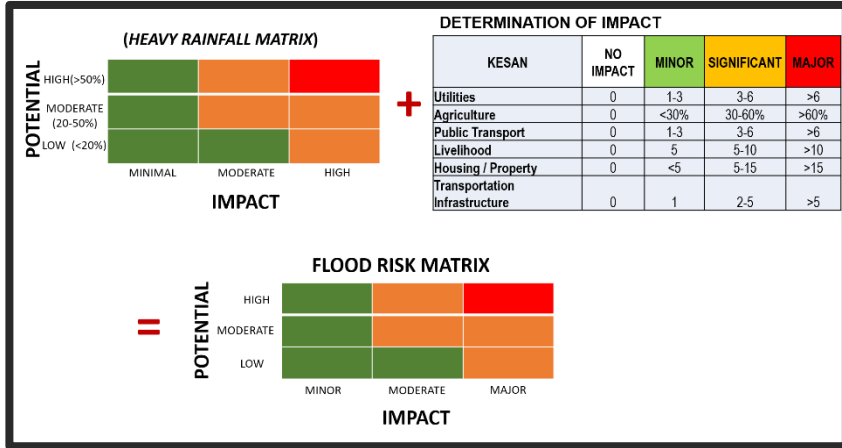 (HEAVY RAINFALL MATRIX)
POTENTIAL
HIGH(>50%)
MODERATE
(20-50%)
LOW (<20%)
MINIMAL MODERATE HIGH
IMPACT
+
DETERMINATION OF IMPACT
KESAN NO IMPACT MINOR SIGNIFICANT MAJOR
Utilities 0 1-3 3-6 >6
Agriculture 0 <30% 30-60% >60%
Public Transport 0 1-3 3-6 >6
Livelihood 0 5 5-10 >10
Housing / Property 0 <5 5-15 >15
Transportation
Infrastructure 0 1 2-5 >5
=
FLOOD RISK MATRIX
POTENTIAL
HIGH
MODERATE
LOW
MINOR MODERATE MAJOR
IMPACT